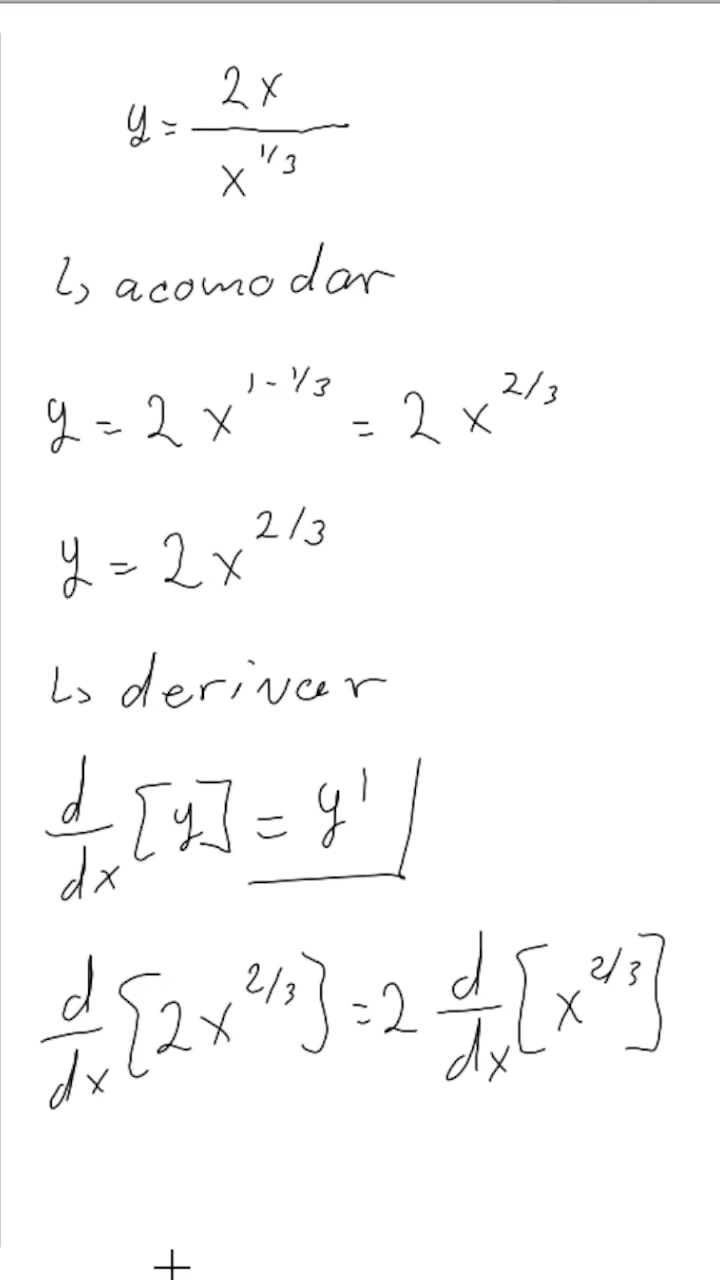 y = 2x / x^1/3
↳ acomodar
y = 2x^1-1/3 = 2x^2/3
y = 2x^2/3
↳ derivar
d/dx [y] = y'
d/dx [2x^2/3] = 2 d/dx [x^2/3]